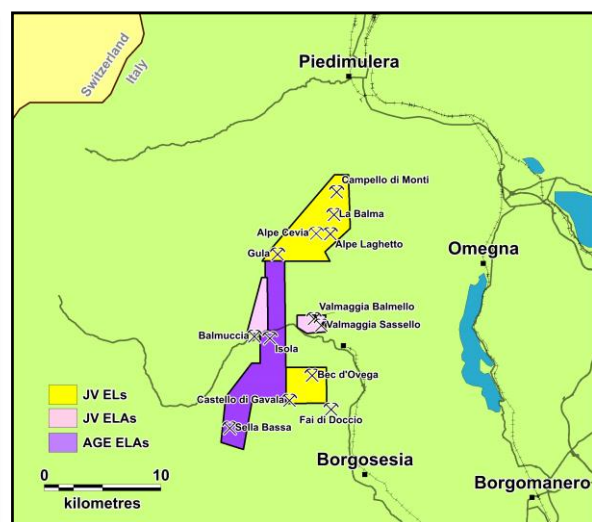 Switzerland
Italy
Piedimulera
Campello di Monti
La Balma
Alpe Cevia
Alpe Laghetto
Gula
Omegna
Valmaggia Balmello
Valmaggia Sassello
Balmuccia
Isola
Bec d'Ovega
Castello di Gavala
Fai di Doccio
Sella Bassa
JV ELs
JV ELAs
AGE ELAs
0 10
kilometres
Borgosesia
Borgomanero